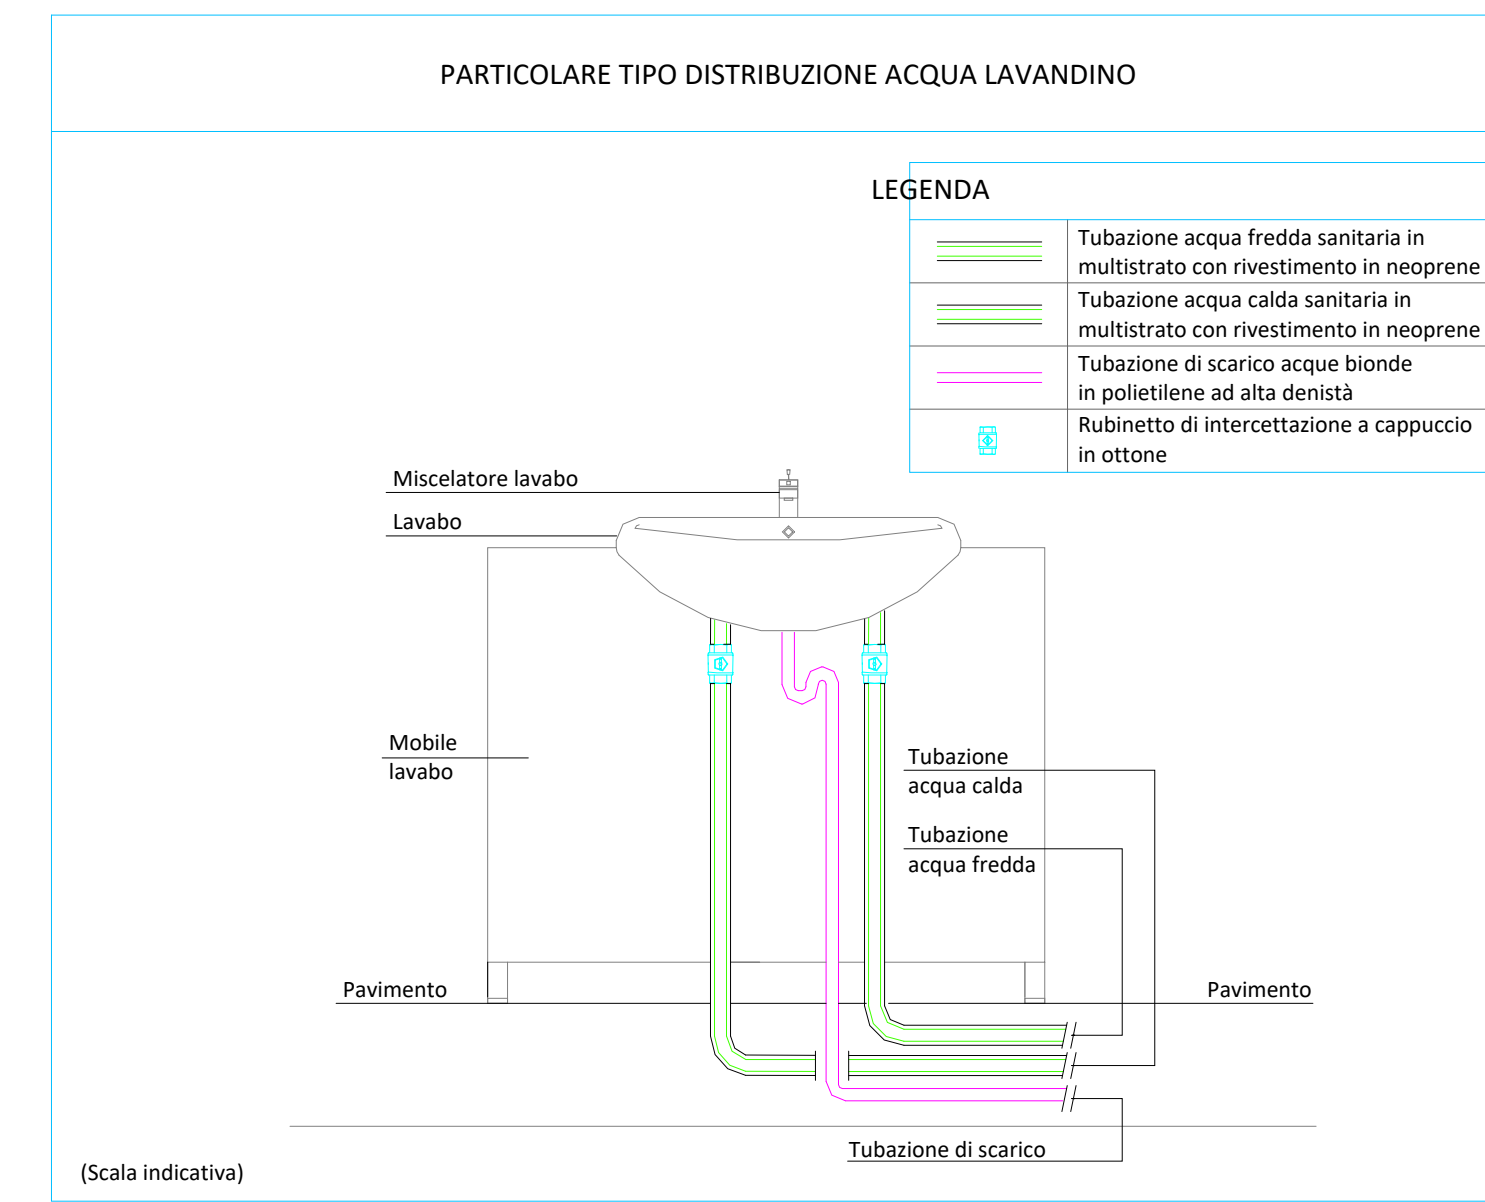 PARTICOLARE TIPO DISTRIBUZIONE ACQUA LAVANDINO
LEGENDA
Tubazione acqua fredda sanitaria in
multistrato con rivestimento in neoprene
Tubazione acqua calda sanitaria in
multistrato con rivestimento in neoprene
Tubazione di scarico acque bionde
in polietilene ad alta denistà
Rubinetto di intercettazione a cappuccio
in ottone
Miscelatore lavabo
Lavabo
Mobile
lavabo
Tubazione
acqua calda
Tubazione
acqua fredda
Pavimento
Pavimento
Tubazione di scarico
(Scala indicativa)